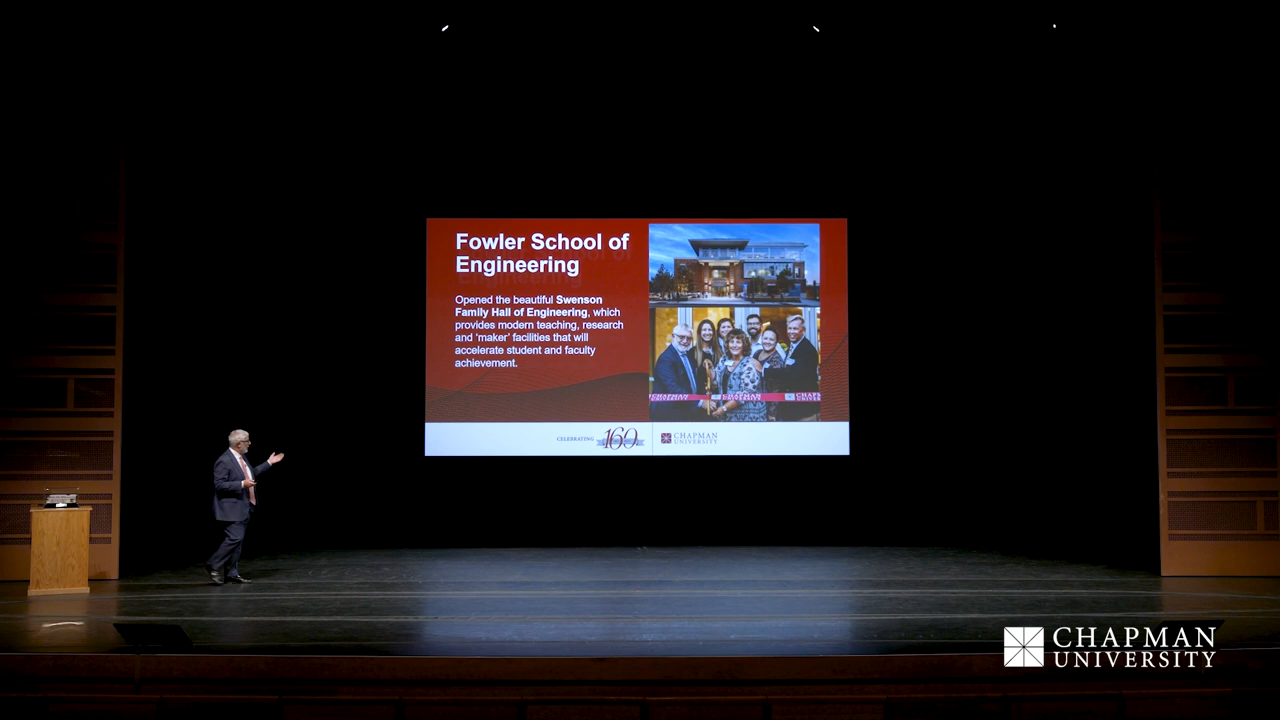 Fowler School of
Engineering
Opened the beautiful Swenson
Family Hall of Engineering, which
provides modern teaching, research
and ‘maker’ facilities that will
accelerate student and faculty
achievement.
CHAPMAN
CELEBRATING 160
CHAPMAN
UNIVERSITY
CHAPMAN
UNIVERSITY